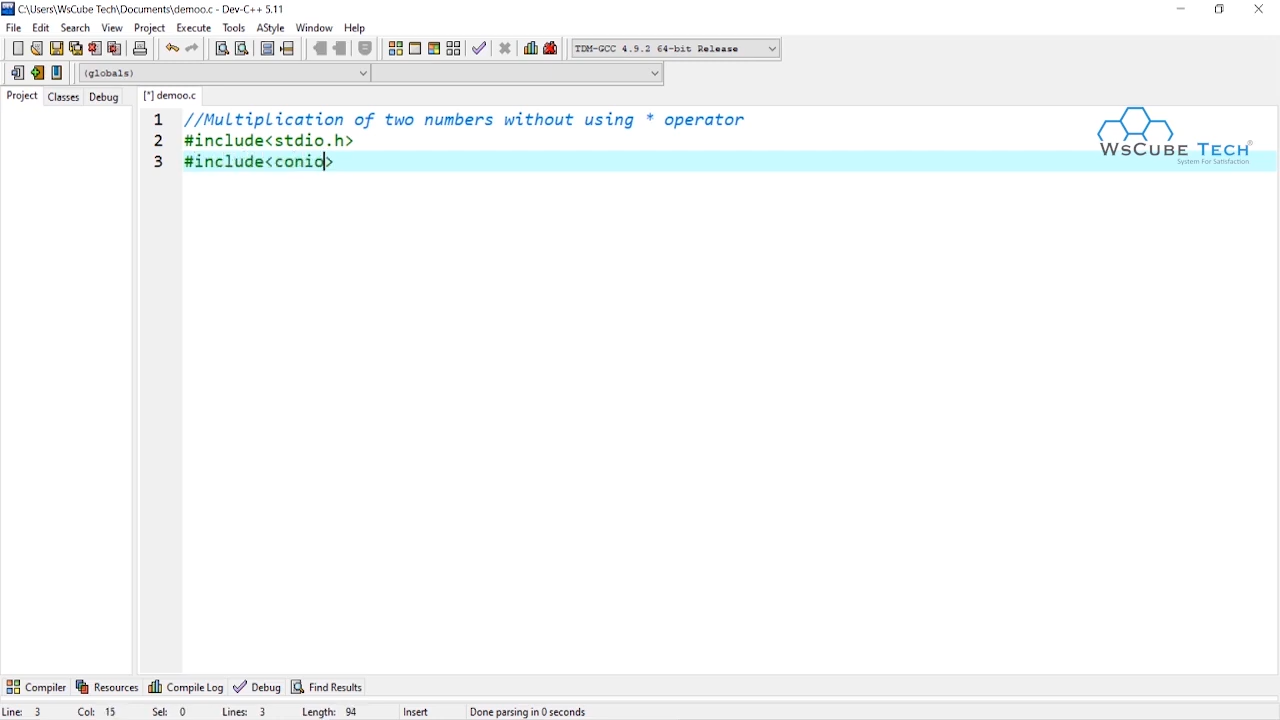 C:\Users\WsCube Tech\Documents\demoo.c - Dev-C++ 5.11
File Edit Search View Project Execute Tools AStyle Window Help
TDM-GCC 4.9.2 64-bit Release
(globals)
Project Classes Debug [*] demoo.c
1 //Multiplication of two numbers without using * operator
2 #include<stdio.h>
3 #include<conio>
WsCube Tech®
System For Satisfaction
Compiler Resources Compile Log Debug Find Results
Line: 3 Col: 15 Sel: 0 Lines: 3 Length: 94 Insert Done parsing in 0 seconds